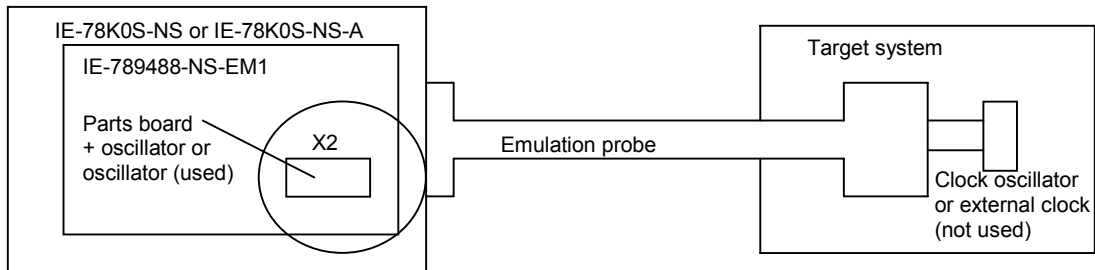 IE-78K0S-NS or IE-78K0S-NS-A
IE-789488-NS-EM1
Parts board
+ oscillator or
oscillator (used)
X2
Emulation probe
Target system
Clock oscillator
or external clock
(not used)